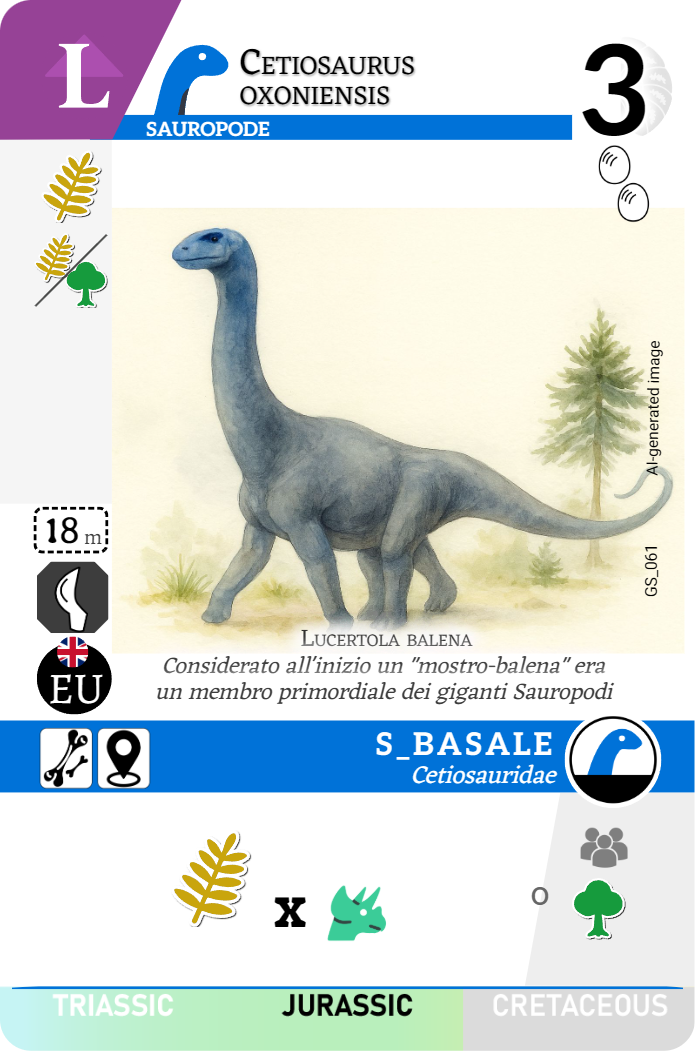 L
CETIOSAURUS
OXONIENSIS
3
SAUROPODE
AI-generated image
18 m
GS_061
EU
LUCERTOLA BALENA
Considerato all'inizio un "mostro-balena" era
un membro primordiale dei giganti Sauropodi
S_BASALE
Cetiosauridae
x
O
TRIASSIC JURASSIC CRETACEOUS